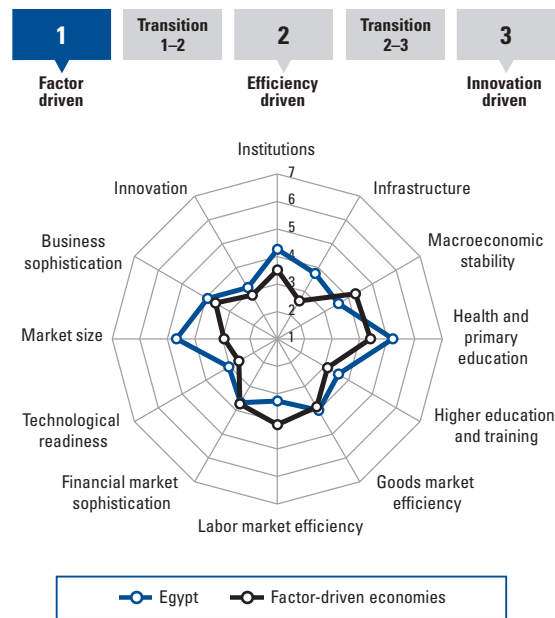 1
Transition
1–2
2
Transition
2–3
3
Factor
driven
Efficiency
driven
Innovation
driven
Institutions
Infrastructure
Macroeconomic
stability
Health and
primary
education
Higher education
and training
Goods market
efficiency
Labor market efficiency
Financial market
sophistication
Technological
readiness
Market size
Business
sophistication
Innovation
7
6
5
4
3
2
1
Egypt
Factor-driven economies